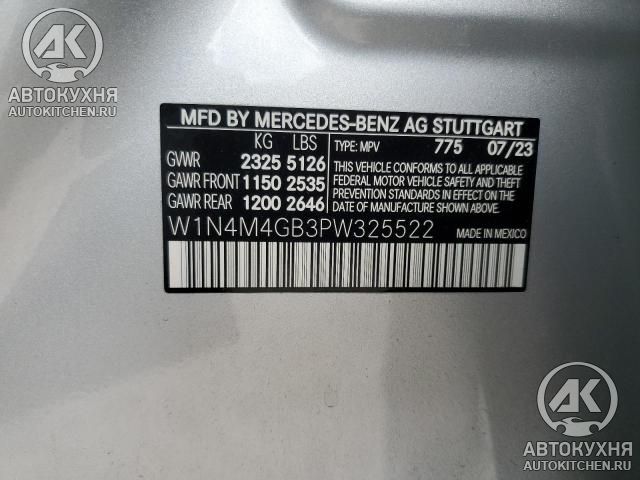 АВТОКУХНЯ
AUTOKITCHEN.RU
MFD BY MERCEDES-BENZ AG STUTTGART
KG LBS TYPE: MPV 775 07/23
GVWR 2325 5126 THIS VEHICLE CONFORMS TO ALL APPLICABLE
GAWR FRONT 1150 2535 FEDERAL MOTOR VEHICLE SAFETY AND
GAWR REAR 1200 2646 THEFT PREVENTION STANDARDS IN EFFECT ON THE DATE OF MANUFACTURE SHOWN ABOVE.
W1N4M4GB3PW325522 MADE IN MEXICO
АК
АВТОКУХНЯ
AUTOKITCHEN.RU